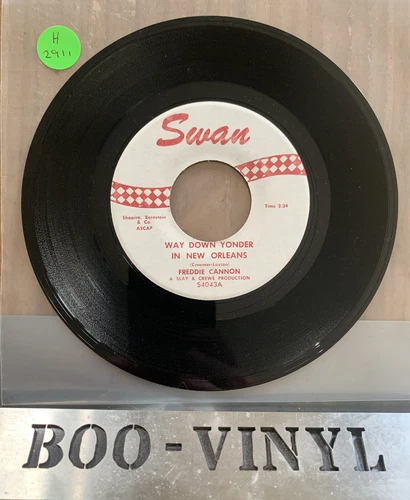 H
2911
Swan
Shapiro, Bernstein
& Co.
ASCAP
Time 2:34
WAY DOWN YONDER
IN NEW ORLEANS
(Creamer-Layton)
FREDDIE CANNON
A SLAY & CREWE PRODUCTION
S4043A
BOO-VINYL